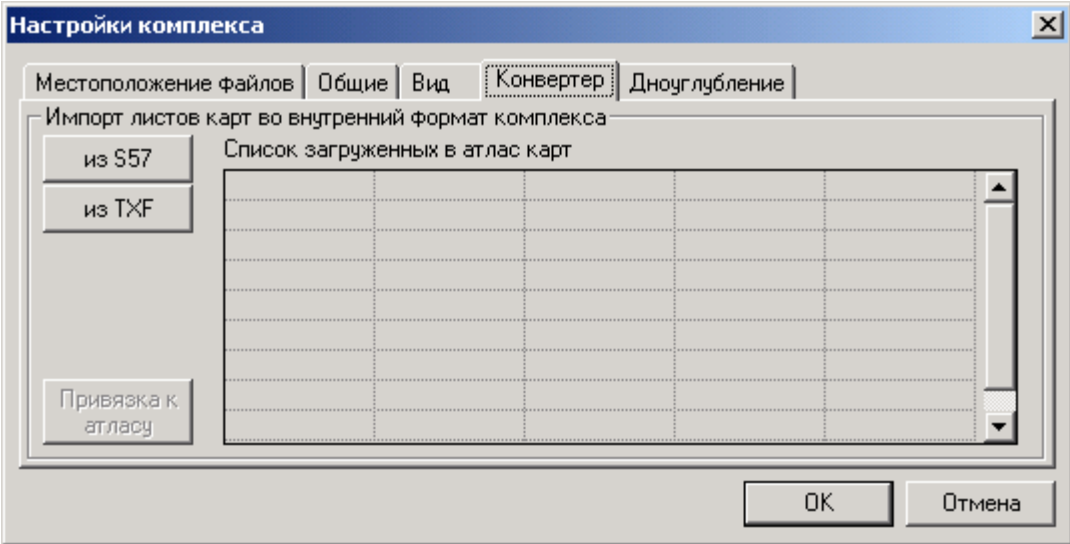 Настройки комплекса
Местоположение файлов Общие Вид Конвертер Дноуглубление
Импорт листов карт во внутренний формат комплекса
из S57
Список загруженных в атлас карт
из TXF
Привязка к
атласу
OK Отмена